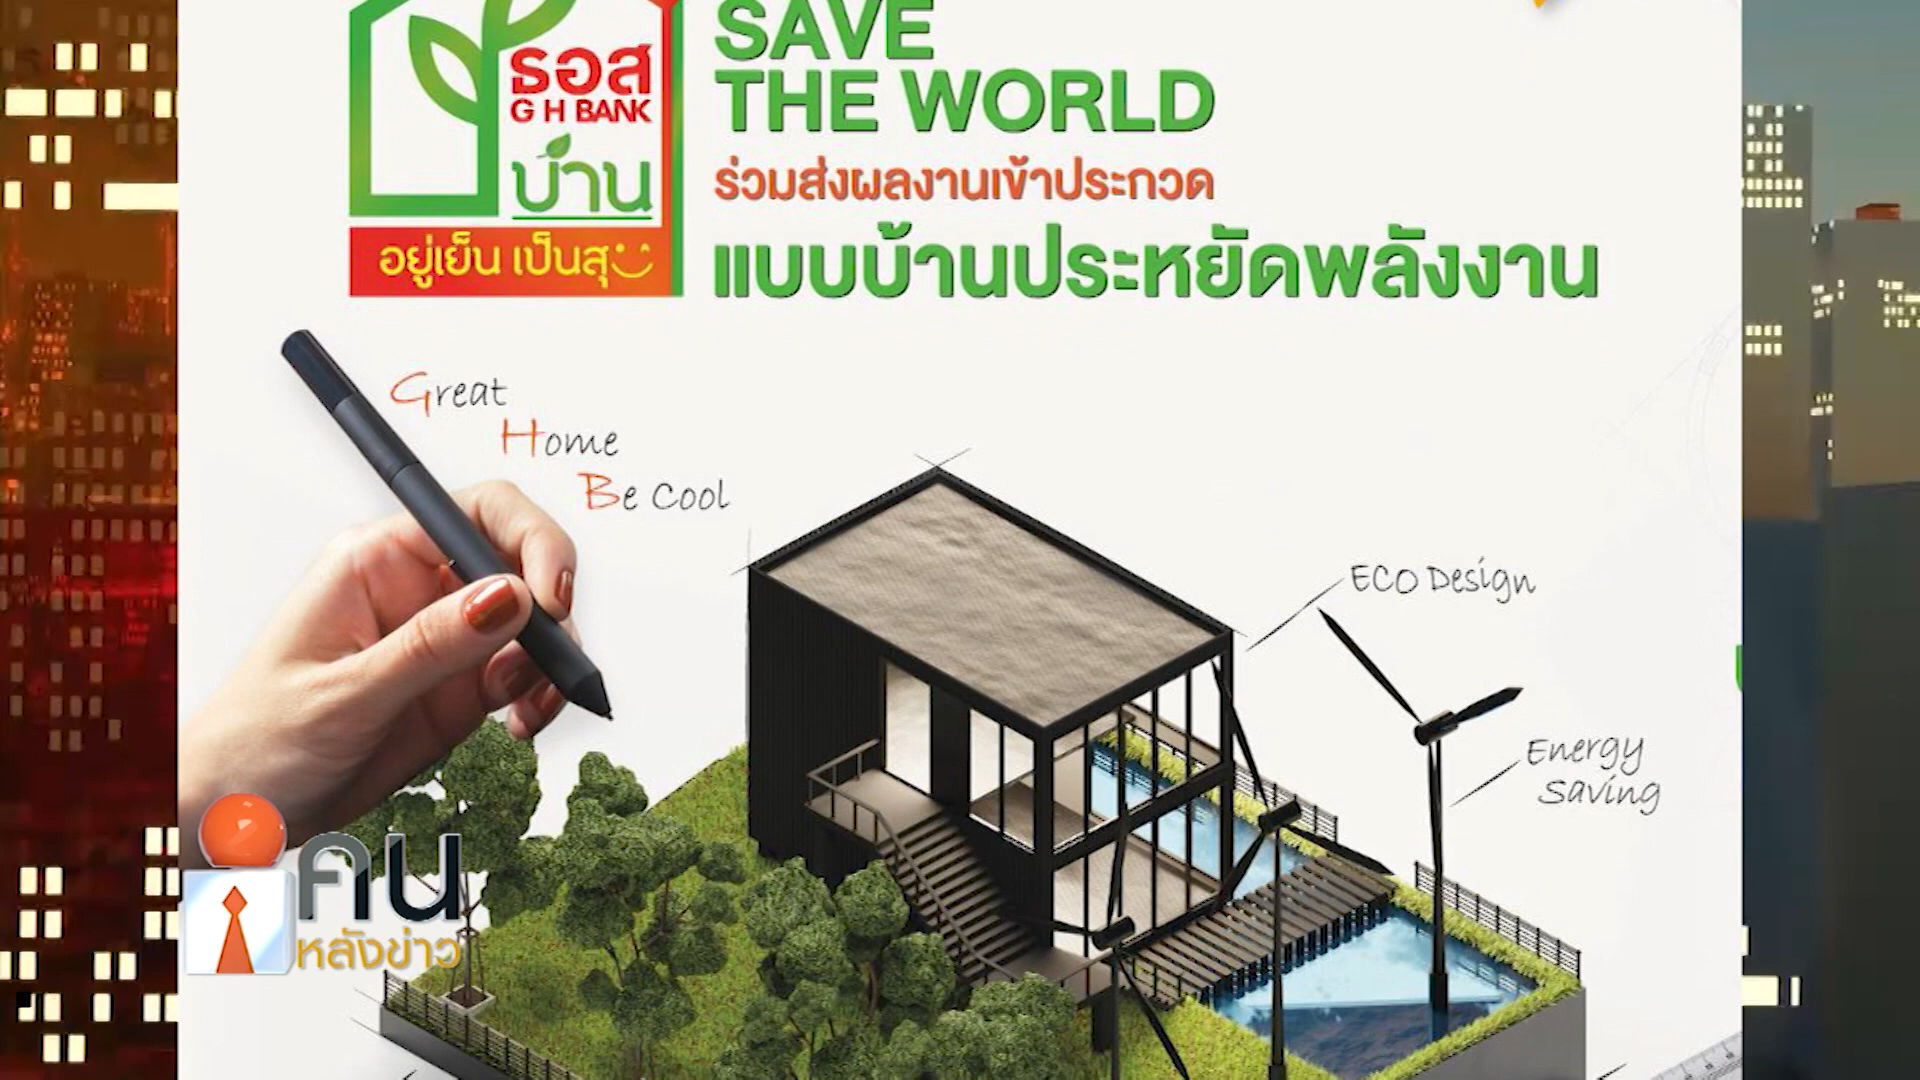 ธอส
G H BANK
บ้าน
อยู่เย็น เป็นสุ
SAVE
THE WORLD
ร่วมส่งผลงานเข้าประกวด
แบบบ้านประหยัดพลังงาน
Great
Home
Be Cool
ECO Design
Energy
Saving
คน
หลังข่าว